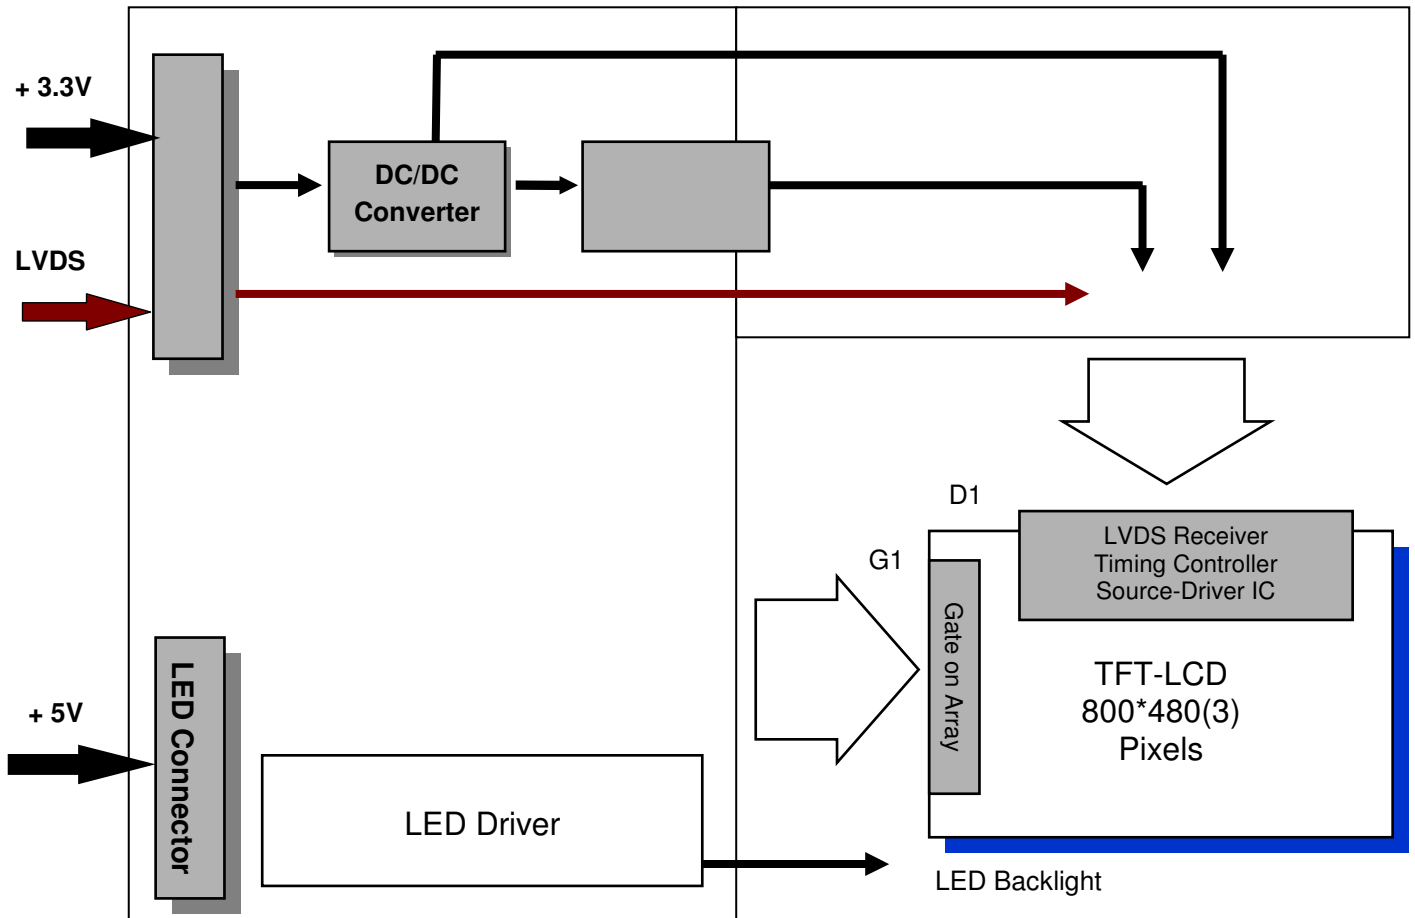 + 3.3V
DC/DC
Converter
LVDS
D1
G1
LVDS Receiver
Timing Controller
Source-Driver IC
Gate on Array
TFT-LCD
800*480(3)
Pixels
+ 5V
LED Connector
LED Driver
LED Backlight